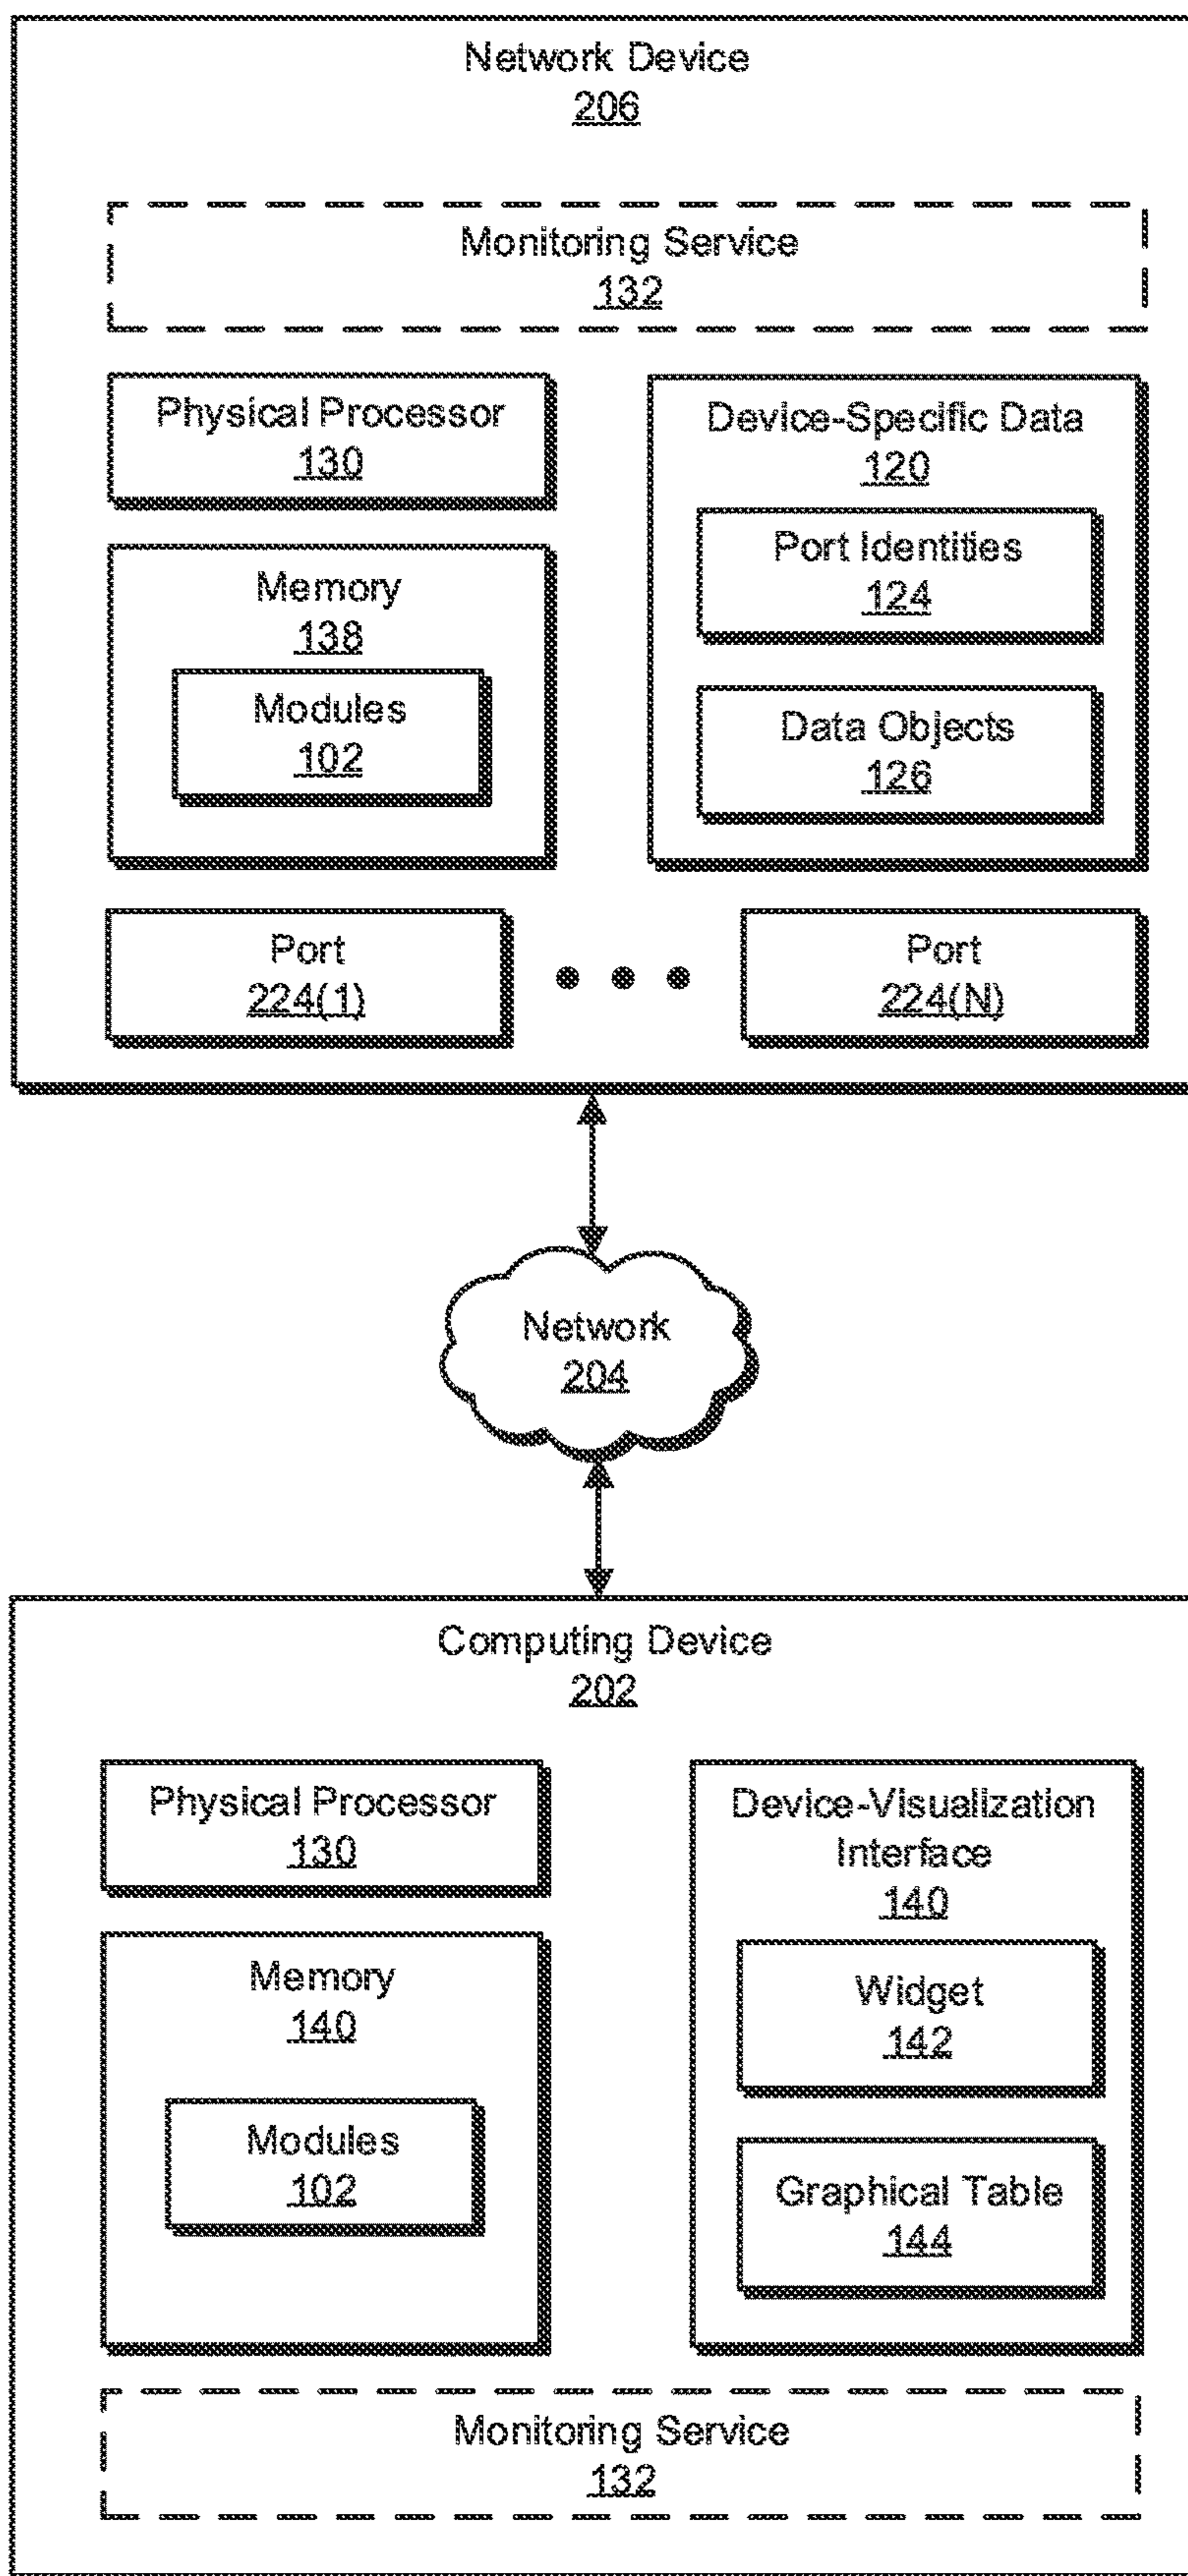 Network Device
206
Monitoring Service
132
Physical Processor
130
Memory
138
Modules
102
Device-Specific Data
120
Port Identities
124
Data Objects
126
Port
224(1)
Port
224(N)
Network
204
Computing Device
202
Physical Processor
130
Memory
140
Modules
102
Device-Visualization
Interface
140
Widget
142
Graphical Table
144
Monitoring Service
132